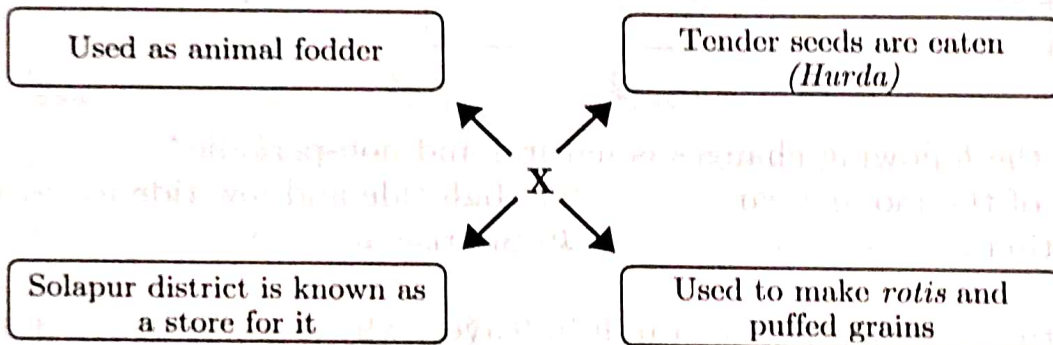 Used as animal fodder
Tender seeds are eaten
(Hurda)
X
Solapur district is known as
a store for it
Used to make rotis and
puffed grains